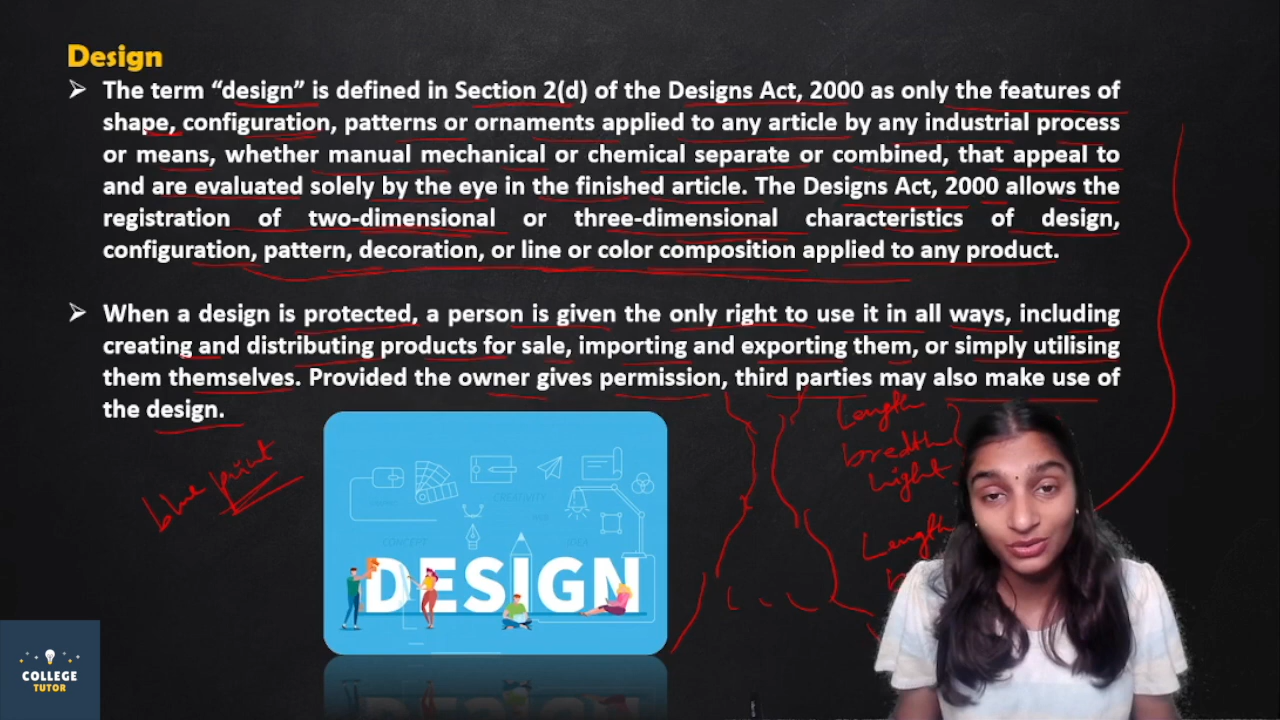 Design
➢ The term “design” is defined in Section 2(d) of the Designs Act, 2000 as only the features of
shape, configuration, patterns or ornaments applied to any article by any industrial process
or means, whether manual mechanical or chemical separate or combined, that appeal to
and are evaluated solely by the eye in the finished article. The Designs Act, 2000 allows the
registration of two-dimensional or three-dimensional characteristics of design,
configuration, pattern, decoration, or line or color composition applied to any product.
➢ When a design is protected, a person is given the only right to use it in all ways, including
creating and distributing products for sale, importing and exporting them, or simply utilising
them themselves. Provided the owner gives permission, third parties may also make use of
the design.
Length
breadth
hight
blue print
Length
CONCEPT
DESIGN
COLLEGE
TUTOR